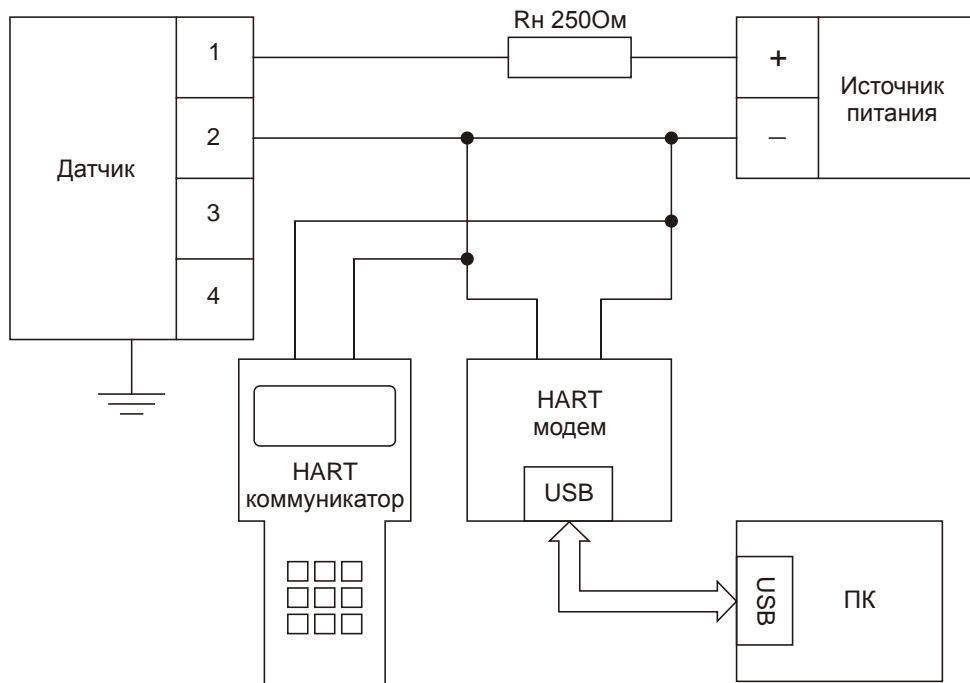 Rн 250Ом
1
2
3
4
Датчик
+
–
Источник
питания
HART
коммуникатор
HART
модем
USB
USB
ПК